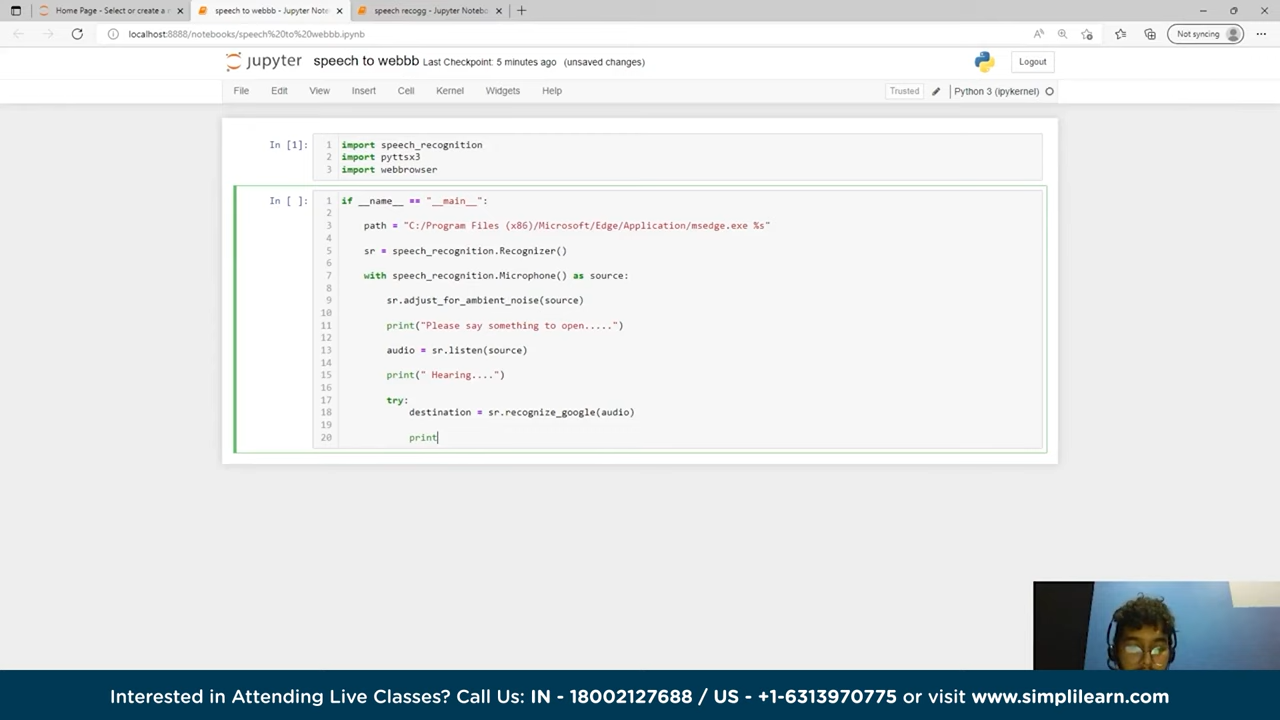 Home Page - Select or create a n
speech to webbb - Jupyter Note
speech recogg - Jupyter Notebo
localhost:8888/notebooks/speech%20to%20webbb.ipynb
Not syncing
jupyter speech to webbb Last Checkpoint: 5 minutes ago (unsaved changes)
Logout
File Edit View Insert Cell Kernel Widgets Help
Trusted
Python 3 (ipykernel)
In [1]:
1 import speech_recognition
2 import pyttsx3
3 import webbrowser
In [ ]:
1 if __name__ == "__main__":
2
3 path = "C:/Program Files (x86)/Microsoft/Edge/Application/msedge.exe %s"
4
5 sr = speech_recognition.Recognizer()
6
7 with speech_recognition.Microphone() as source:
8
9 sr.adjust_for_ambient_noise(source)
10
11 print("Please say something to open.....")
12
13 audio = sr.listen(source)
14
15 print(" Hearing....")
16
17 try:
18 destination = sr.recognize_google(audio)
19
20 print
Interested in Attending Live Classes? Call Us: IN - 18002127688 / US - +1-6313970775 or visit www.simplilearn.com